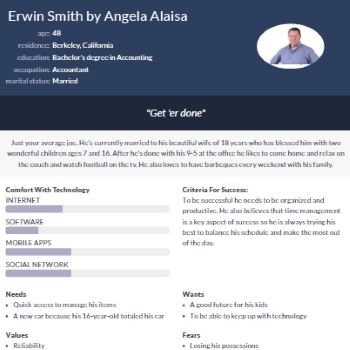 Erwin Smith by Angela Alaisa
age: 48
residence: Berkeley, California
education: Bachelor's degree in Accounting
occupation: Accountant
marital status: Married
"Get 'er done"
Just your average joe. He's currently married to his beautiful wife of 18 years who has blessed him with two
wonderful children ages 7 and 16. After he's done with his 9-5 at the office he likes to come home and relax on
the couch and watch football on the tv. He also loves to have barbeques every weekend with his family.
Comfort With Technology
INTERNET
SOFTWARE
MOBILE APPS
SOCIAL NETWORK
Criteria For Success:
To be successful he needs to be organized and
productive. He also believes that time management
is a key aspect of success so he is always trying his
best to balance his schedule and make the most out
of the day.
Needs
Quick access to manage his items
A new car because his 16-year-old totaled his car
Wants
A good future for his kids
To be able to keep up with technology
Values
Reliability
Fears
Losing his possessions